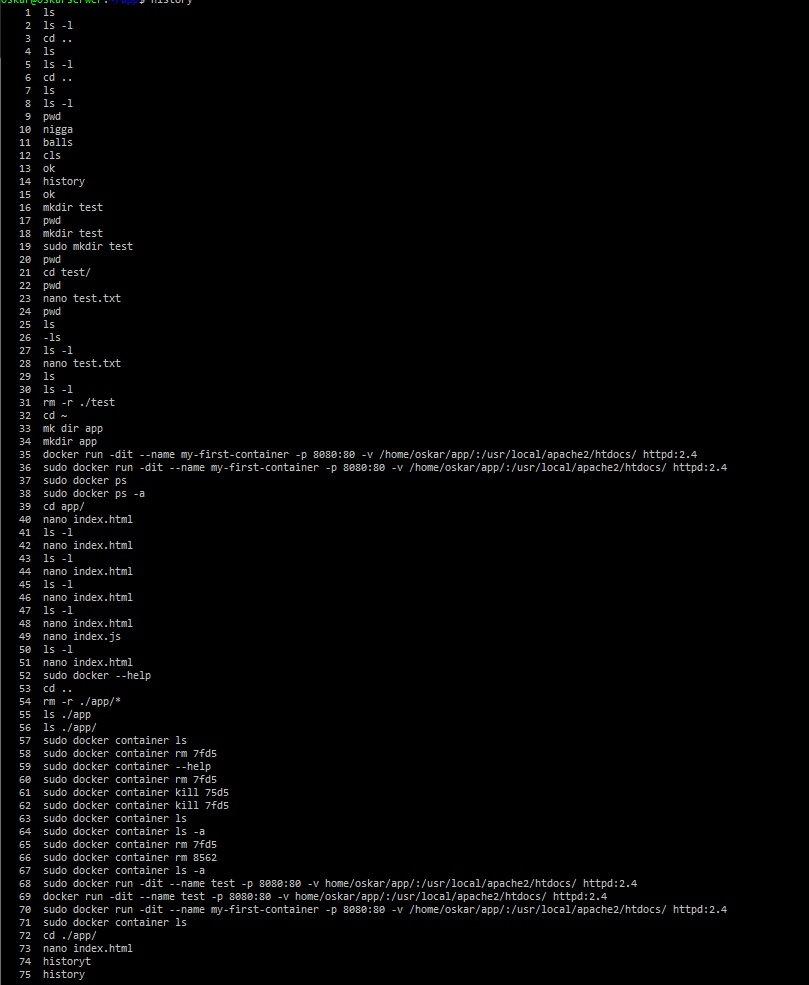 oskar@oskarserwer:~/app$ history
1 ls
2 ls -l
3 cd ..
4 ls
5 ls -l
6 cd ..
7 ls
8 ls -l
9 pwd
10 nigga
11 balls
12 cls
13 ok
14 history
15 ok
16 mkdir test
17 pwd
18 mkdir test
19 sudo mkdir test
20 pwd
21 cd test/
22 pwd
23 nano test.txt
24 pwd
25 ls
26 -ls
27 ls -l
28 nano test.txt
29 ls
30 ls -l
31 rm -r ./test
32 cd ~
33 mk dir app
34 mkdir app
35 docker run -dit --name my-first-container -p 8080:80 -v /home/oskar/app/:/usr/local/apache2/htdocs/ httpd:2.4
36 sudo docker run -dit --name my-first-container -p 8080:80 -v /home/oskar/app/:/usr/local/apache2/htdocs/ httpd:2.4
37 sudo docker ps
38 sudo docker ps -a
39 cd app/
40 nano index.html
41 ls -l
42 nano index.html
43 ls -l
44 nano index.html
45 ls -l
46 nano index.html
47 ls -l
48 nano index.html
49 nano index.js
50 ls -l
51 nano index.html
52 sudo docker --help
53 cd ..
54 rm -r ./app/*
55 ls ./app
56 ls ./app/
57 sudo docker container ls
58 sudo docker container rm 7fd5
59 sudo docker container --help
60 sudo docker container rm 7fd5
61 sudo docker container kill 75d5
62 sudo docker container kill 7fd5
63 sudo docker container ls
64 sudo docker container ls -a
65 sudo docker container rm 7fd5
66 sudo docker container rm 8562
67 sudo docker container ls -a
68 sudo docker run -dit --name test -p 8080:80 -v home/oskar/app/:/usr/local/apache2/htdocs/ httpd:2.4
69 docker run -dit --name test -p 8080:80 -v home/oskar/app/:/usr/local/apache2/htdocs/ httpd:2.4
70 sudo docker run -dit --name my-first-container -p 8080:80 -v /home/oskar/app/:/usr/local/apache2/htdocs/ httpd:2.4
71 sudo docker container ls
72 cd ./app/
73 nano index.html
74 historyt
75 history